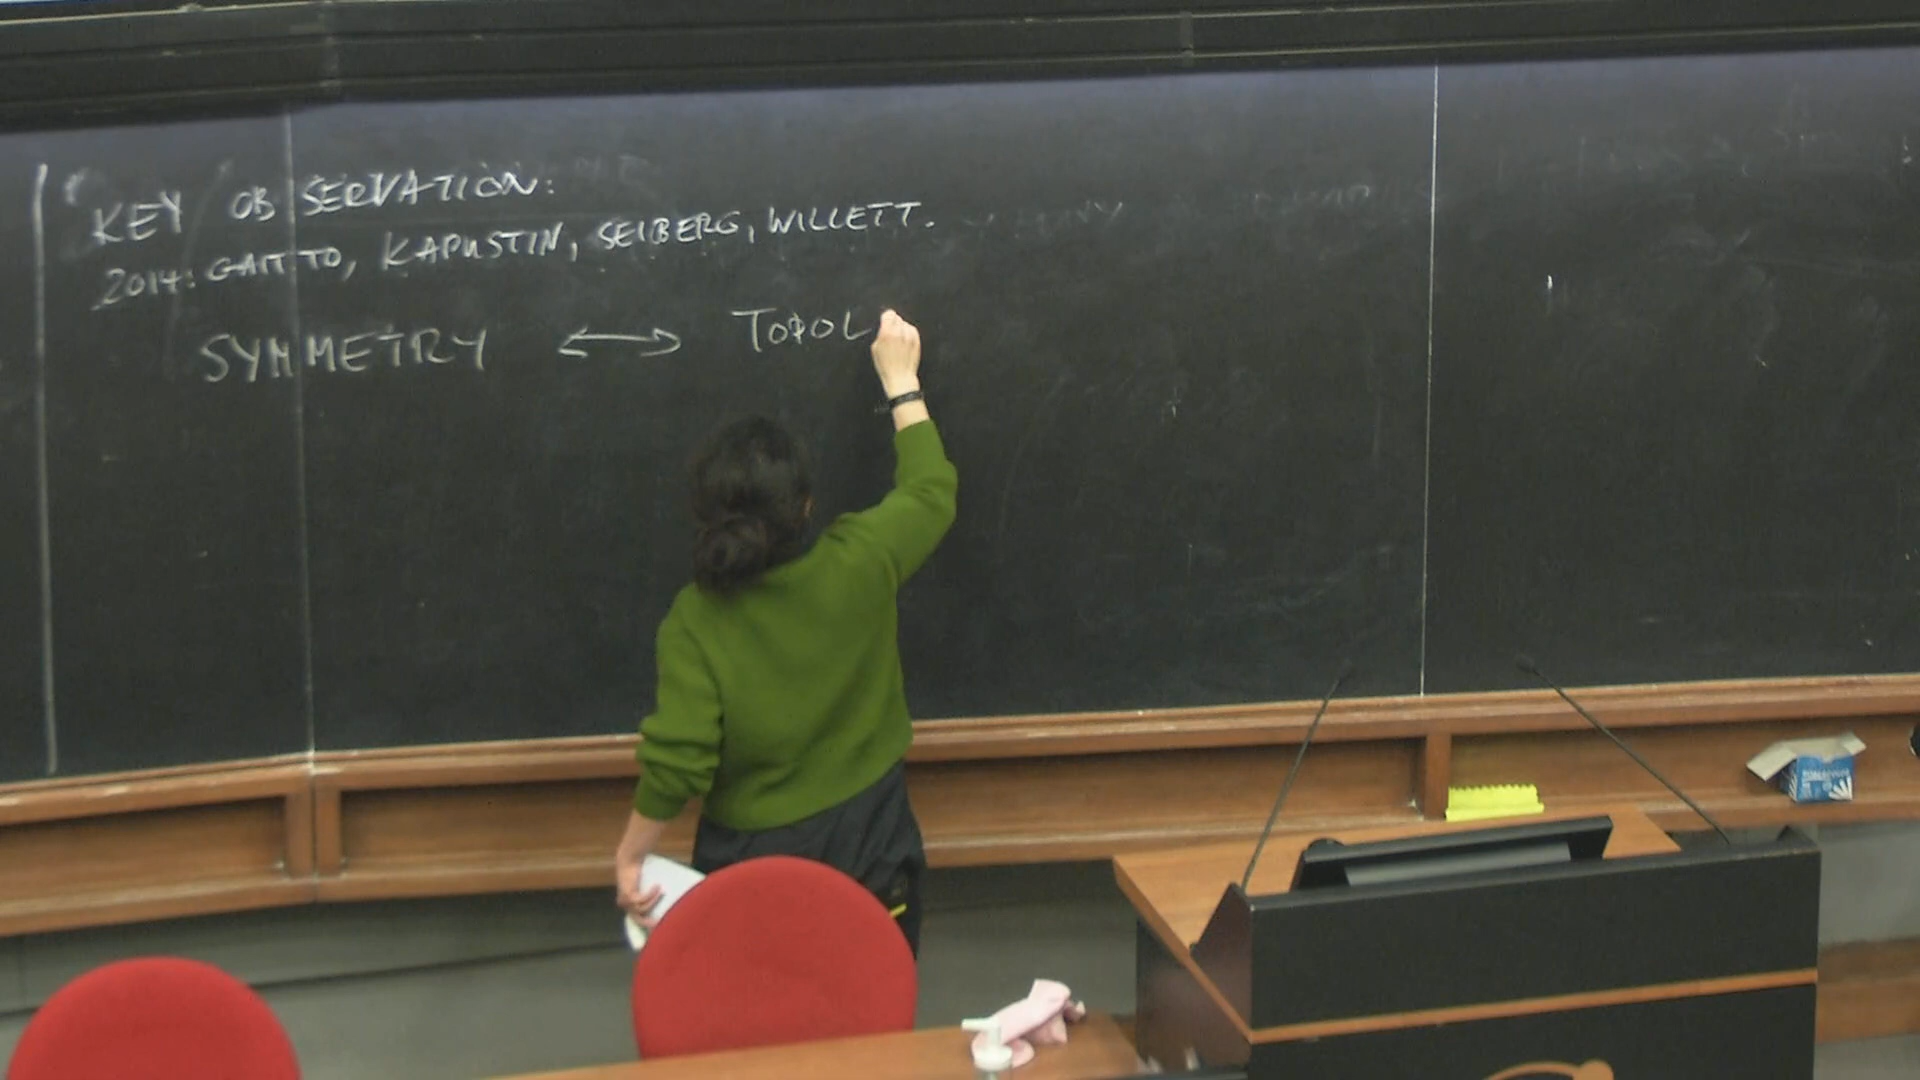 KEY OBSERVATION:
2014: GAIOTTO, KAPUSTIN, SEIBERG, WILLETT.
SYMMETRY ↔ TOPOL